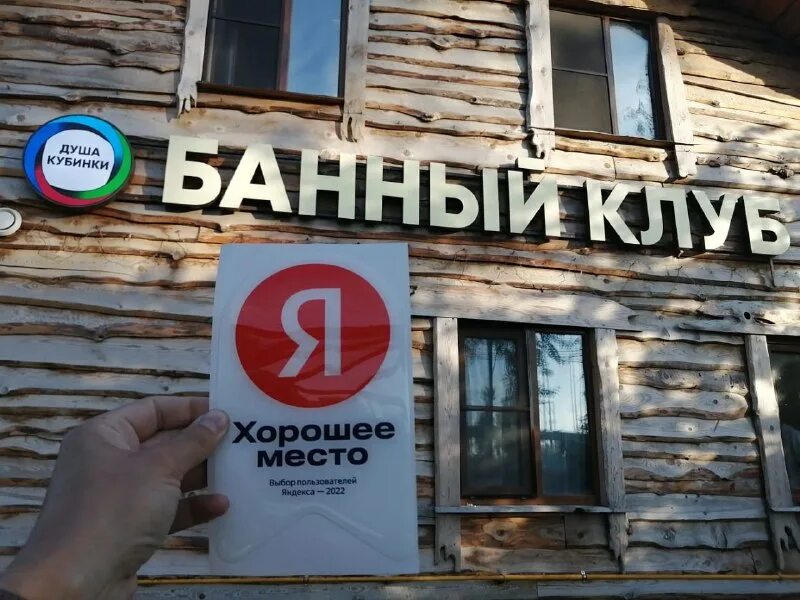 ДУША
КУБИНКИ
БАННЫЙ КЛУБ
Я
Хорошее
место
Выбор пользователей
Яндекса — 2022